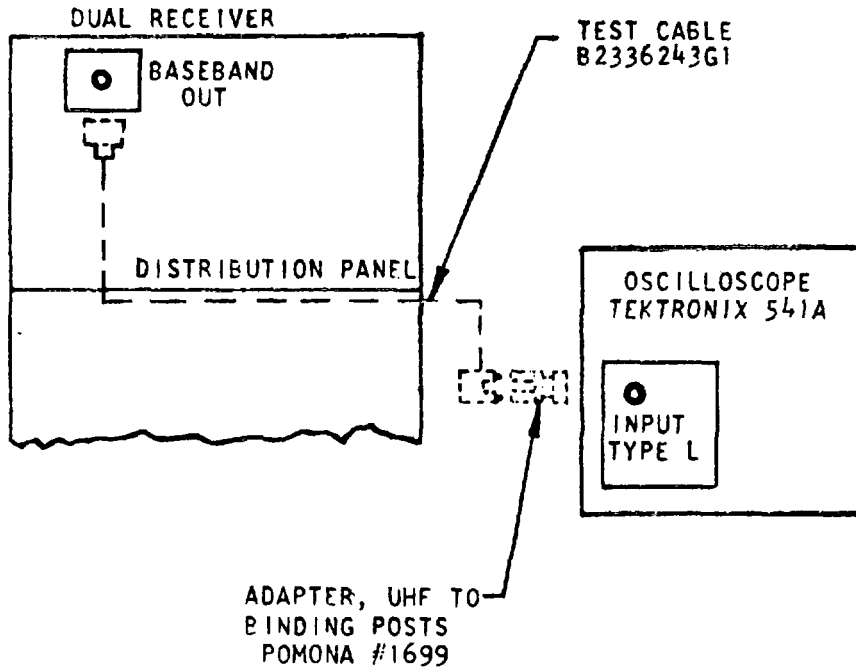 DUAL RECEIVER
BASEBAND
OUT
TEST CABLE
B2336243G1
DISTRIBUTION PANEL
OSCILLOSCOPE
TEKTRONIX 541A
INPUT
TYPE L
ADAPTER, UHF TO
BINDING POSTS
POMONA #1699